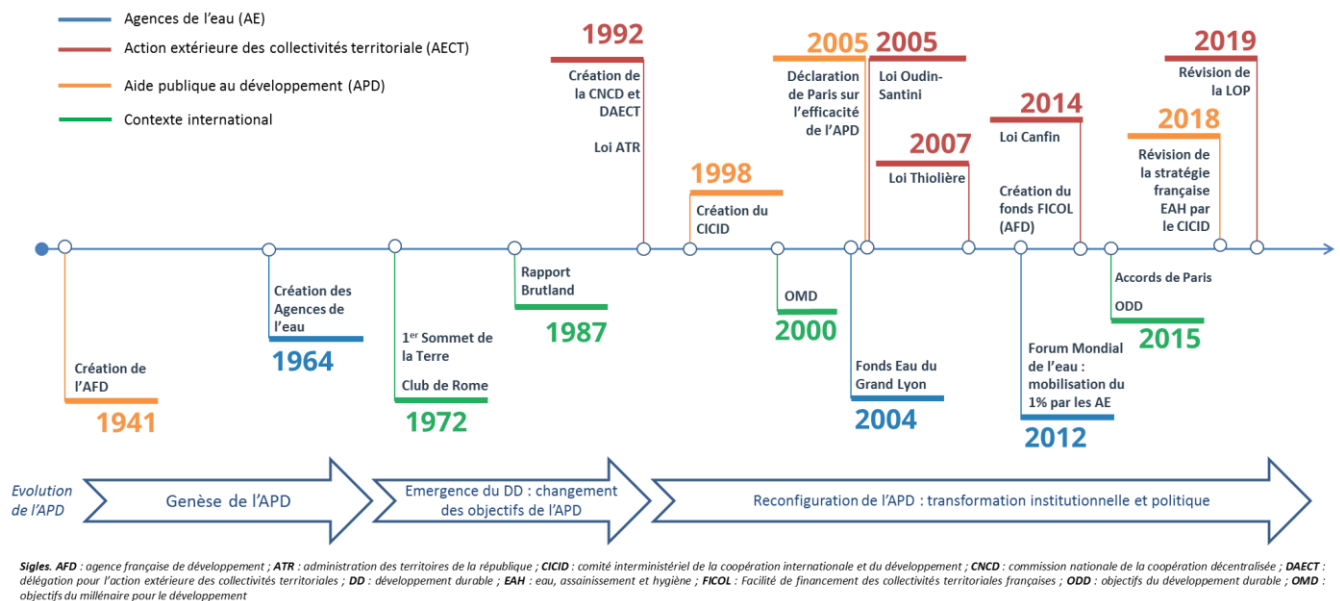 Agences de l'eau (AE)
Action extérieure des collectivités territoriale (AECT)
Aide publique au développement (APD)
Contexte international
1992
Création de
la CNCD et
DAECT
Loi ATR
1998
Création du
CICID
2005
Déclaration
de Paris sur
l'efficacité
de l'APD
2005
Loi Oudin-
Santini
2007
Loi Thiolière
2014
Loi Canfin
Création du
fonds FICOL
(AFD)
2018
Révision de
la stratégie
française
EAH par
le CICID
2019
Révision de
la LOP
Création de
l'AFD
1941
Création des
Agences de
l'eau
1964
1er Sommet de
la Terre
Club de Rome
1972
Rapport
Brutland
1987
OMD
2000
Fonds Eau du
Grand Lyon
2004
Forum Mondial
de l'eau :
mobilisation du
1% par les AE
2012
Accords de Paris
ODD
2015
Evolution
de l'APD
Genèse de l'APD
Emergence du DD : changement
des objectifs de l'APD
Reconfiguration de l'APD : transformation institutionnelle et politique
Sigles. AFD : agence française de développement ; ATR : administration des territoires de la république ; CICID : comité interministériel de la coopération internationale et du développement ; CNCD : commission nationale de la coopération décentralisée ; DAECT :
délégation pour l'action extérieure des collectivités territoriales ; DD : développement durable ; EAH : eau, assainissement et hygiène ; FICOL : Facilité de financement des collectivités territoriales françaises ; ODD : objectifs du développement durable ; OMD :
objectifs du millénaire pour le développement